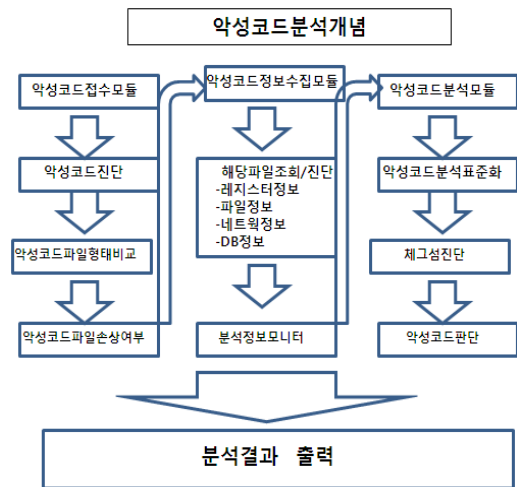 악성코드분석개념
악성코드접수모듈
악성코드진단
악성코드파일형태비교
악성코드파일손상여부
악성코드정보수집모듈
해당파일조회/진단
-레지스터정보
-파일정보
-네트웍정보
-DB정보
분석정보모니터
악성코드분석모듈
악성코드분석표준화
체그섬진단
악성코드판단
분석결과 출력